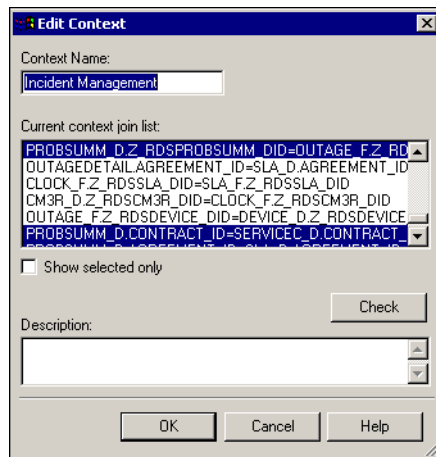 Edit Context
Context Name:
Incident Management
Current context join list:
PROBSUMM_D.Z_RDSPROBSUMM_DID=OUTAGE_F.Z_RD
OUTAGEDETAIL.AGREEMENT_ID=SLA_D.AGREEMENT_ID
CLOCK_F.Z_RDSSLA_DID=SLA_F.Z_RDSSLA_DID
CM3R_D.Z_RDSCM3R_DID=CLOCK_F.Z_RDSCM3R_DID
OUTAGE_F.Z_RDSDEVICE_DID=DEVICE_D.Z_RDSDEVICE
PROBSUMM_D.CONTRACT_ID=SERVICEC_D.CONTRACT_
Show selected only
Check
Description:
OK Cancel Help